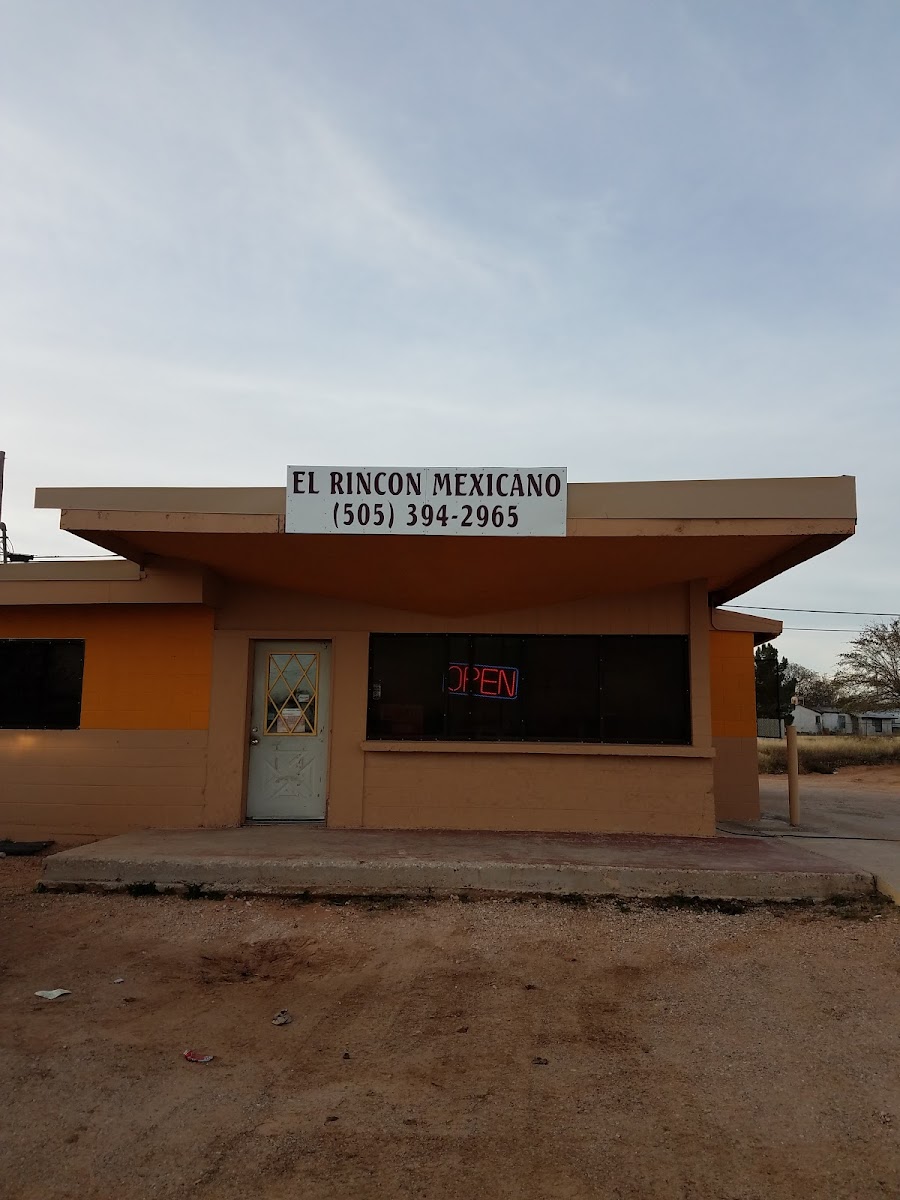 EL RINCON MEXICANO
(505) 394-2965
OPEN